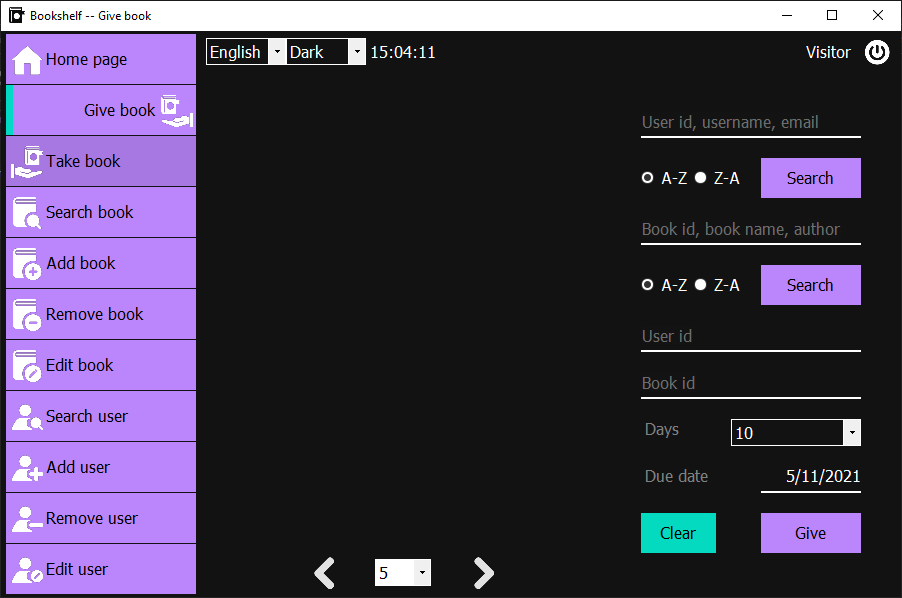 Bookshelf -- Give book
English Dark 15:04:11 Visitor
Home page
Give book
Take book
Search book
Add book
Remove book
Edit book
Search user
Add user
Remove user
Edit user
User id, username, email
A-Z Z-A Search
Book id, book name, author
A-Z Z-A Search
User id
Book id
Days 10
Due date 5/11/2021
Clear Give
5